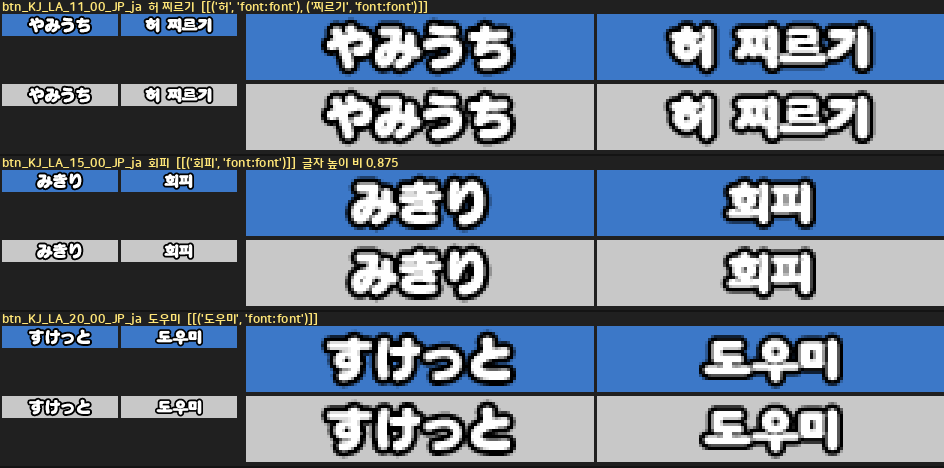 btn_KJ_LA_11_00_JP_ja 허 찌르기 [[('허', 'font:font'), ('찌르기', 'font:font')]]
やみうち 허 찌르기 やみうち 허 찌르기
やみうち 허 찌르기 やみうち 허 찌르기
btn_KJ_LA_15_00_JP_ja 회피 [[('회피', 'font:font')]] 글자 높이 비 0.875
みきり 회피 みきり 회피
みきり 회피 みきり 회피
btn_KJ_LA_20_00_JP_ja 도우미 [[('도우미', 'font:font')]]
すけっと 도우미 すけっと 도우미
すけっと 도우미 すけっと 도우미